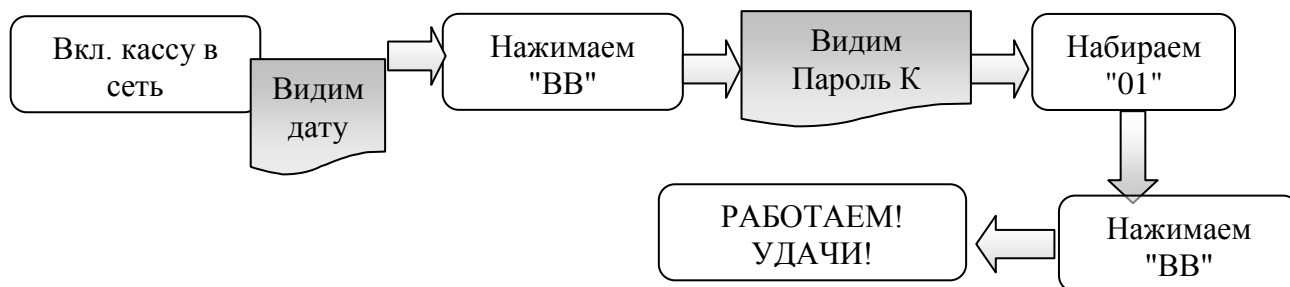 Вкл. кассу в
сеть
Видим
дату
Нажимаем
"ВВ"
Видим
Пароль К
Набираем
"01"
Нажимаем
"ВВ"
РАБОТАЕМ!
УДАЧИ!